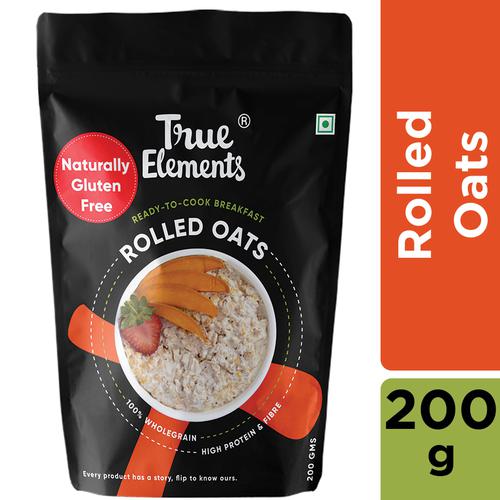 True ®
Elements
Naturally
Gluten
Free
READY-TO-COOK BREAKFAST
ROLLED OATS
100% WHOLEGRAIN
HIGH PROTEIN & FIBRE
200 GMS
Every product has a story, flip to know ours.
Rolled
Oats
200
g